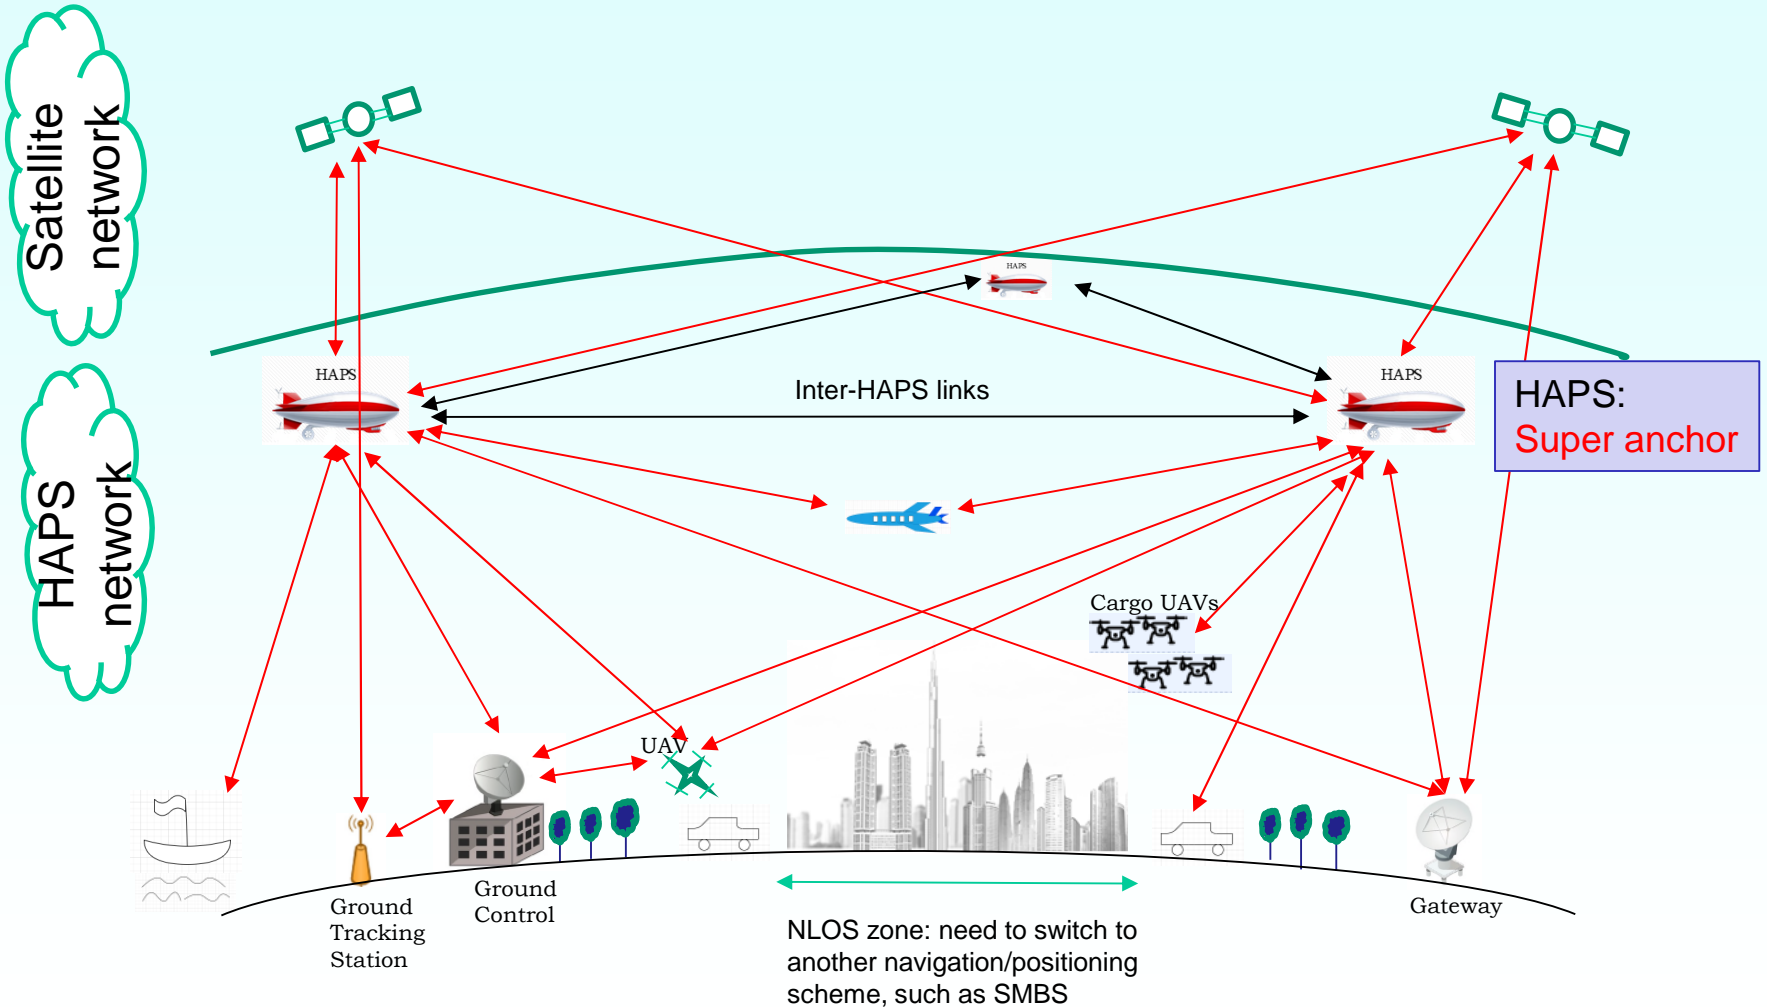 Satellite
network
HAPS
network
HAPS
HAPS
HAPS
Inter-HAPS links
HAPS:
Super anchor
Cargo UAVs
UAV
Ground
Tracking
Station
Ground
Control
Gateway
NLOS zone: need to switch to
another navigation/positioning
scheme, such as SMBS